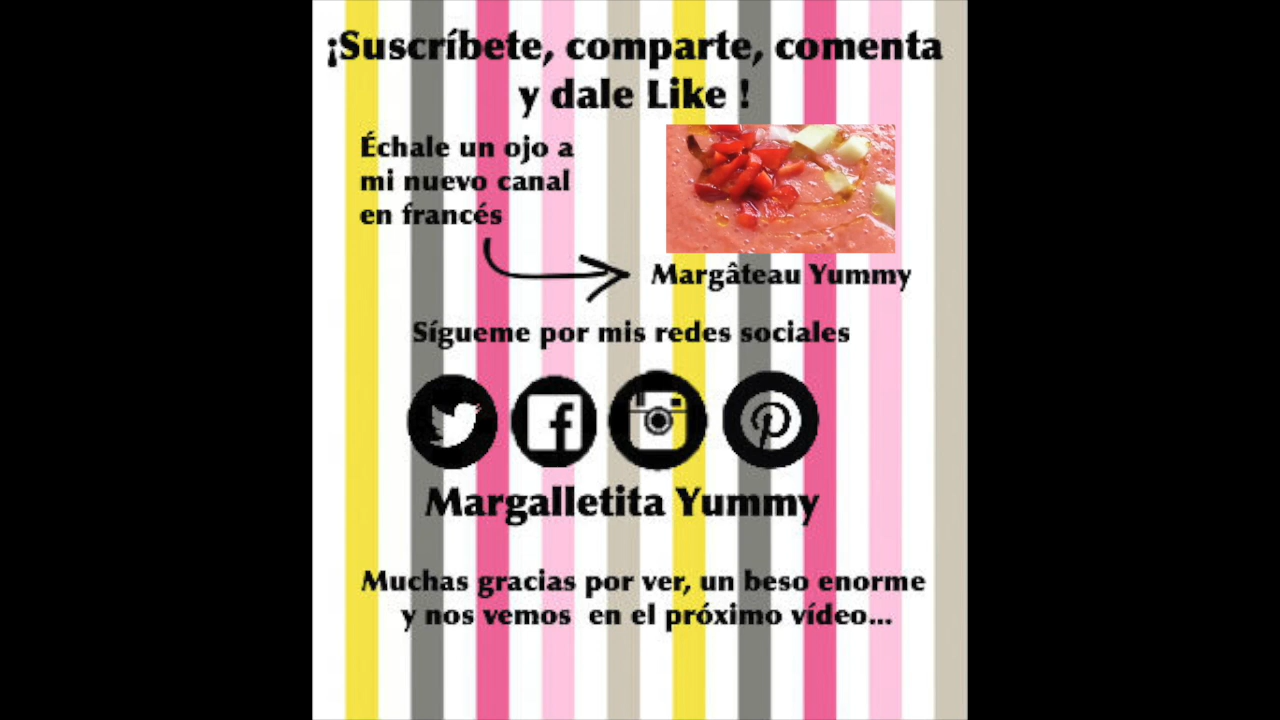 ¡Suscríbete, comparte, comenta
y dale Like !
Échale un ojo a
mi nuevo canal
en francés
Margâteau Yummy
Sígueme por mis redes sociales
Margalletita Yummy
Muchas gracias por ver, un beso enorme
y nos vemos en el próximo vídeo...